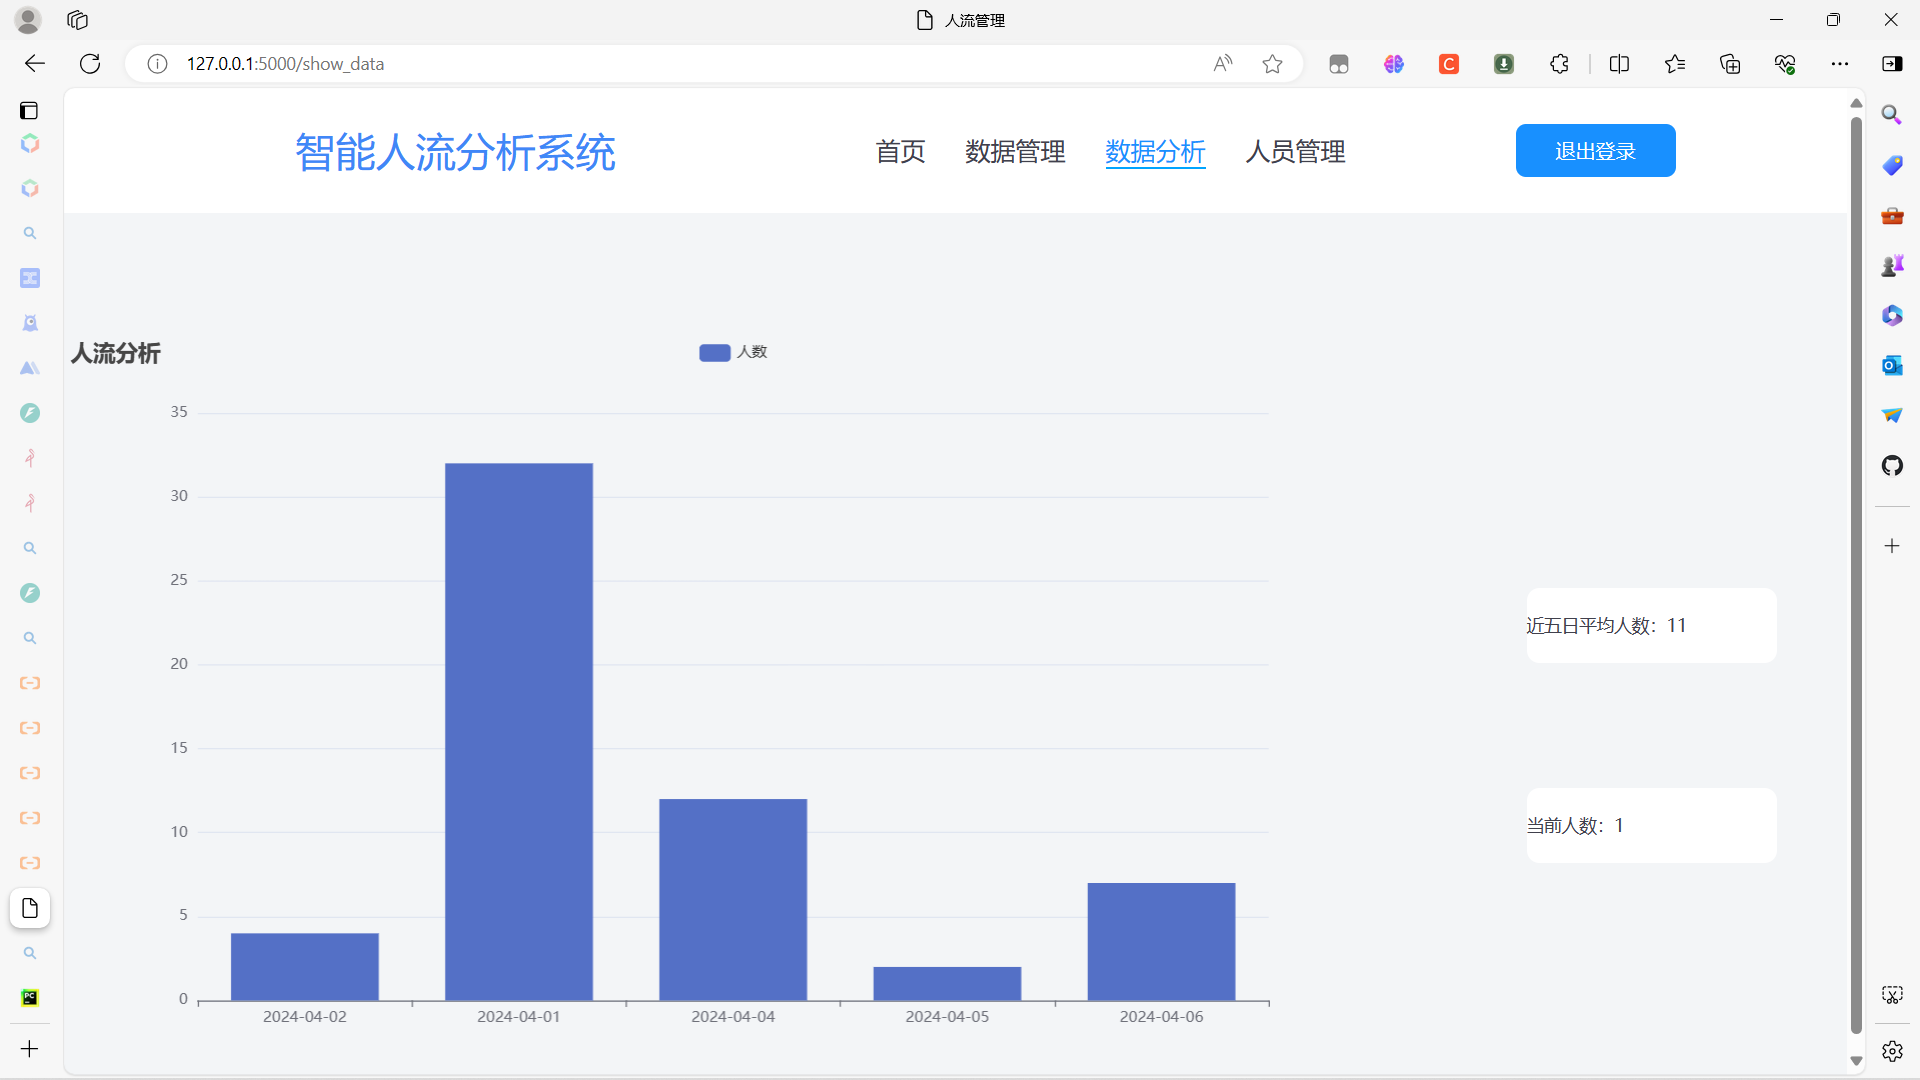 人流管理
127.0.0.1:5000/show_data
智能人流分析系统
首页
数据管理
数据分析
人员管理
退出登录
人流分析
人数
35
30
25
20
15
10
5
0
2024-04-02
2024-04-01
2024-04-04
2024-04-05
2024-04-06
近五日平均人数：11
当前人数：1